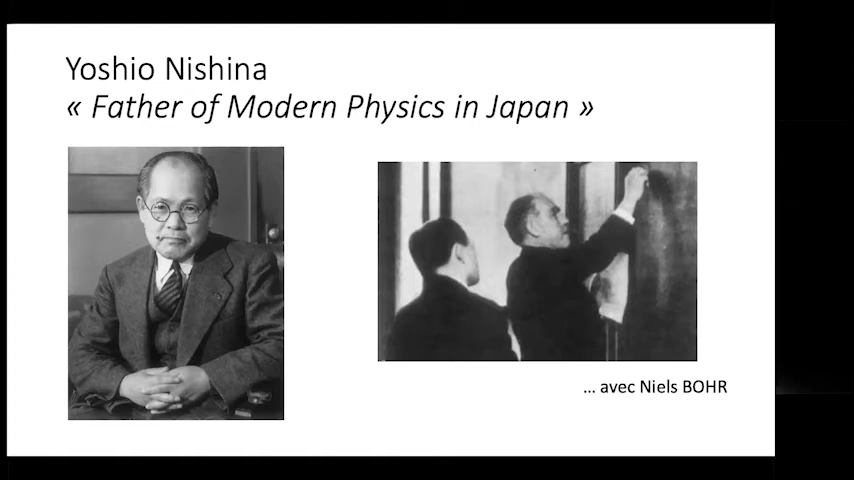 Yoshio Nishina
« Father of Modern Physics in Japan »
... avec Niels BOHR